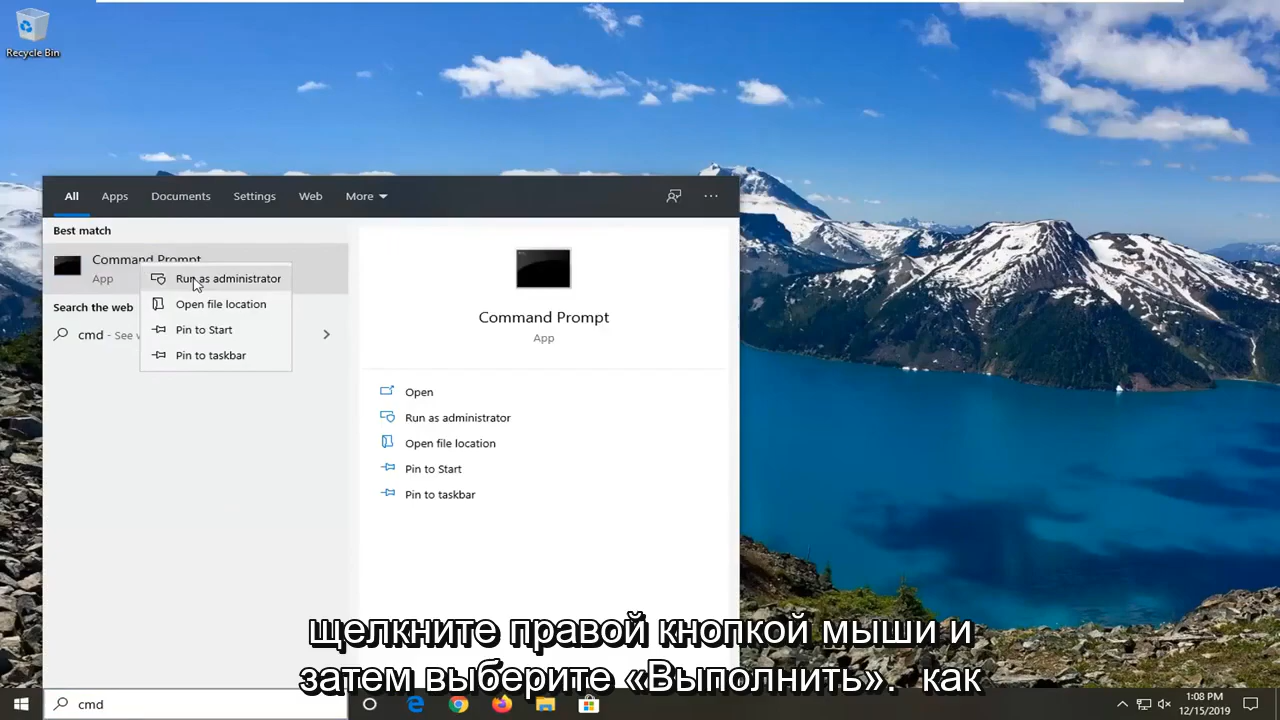 Recycle Bin
All Apps Documents Settings Web More
Best match
Command Prompt
App
Run as administrator
Open file location
Pin to Start
Pin to taskbar
Search the web
cmd - See
Command Prompt
App
Open
Run as administrator
Open file location
Pin to Start
Pin to taskbar
щелкните правой кнопкой мыши и
затем выберите «Выполнить». как
cmd
1:08 PM
12/15/2019